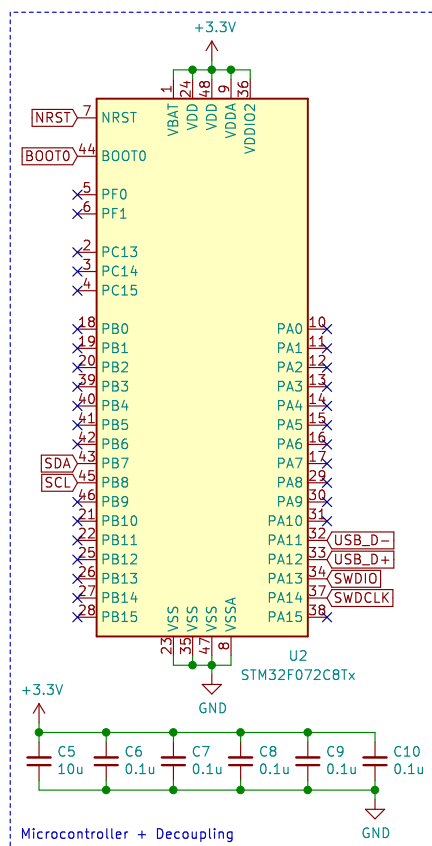 +3.3V
1 24 48 9 36
VBAT VDD VDD VDDA VDDIO2
NRST 7 NRST
BOOT0 44 BOOT0
5 PF0
6 PF1
2 PC13
3 PC14
4 PC15
18 PB0 PA0 10
19 PB1 PA1 11
20 PB2 PA2 12
39 PB3 PA3 13
40 PB4 PA4 14
41 PB5 PA5 15
42 PB6 PA6 16
SDA 43 PB7 PA7 17
SCL 45 PB8 PA8 29
46 PB9 PA9 30
21 PB10 PA10 31
22 PB11 PA11 32 USB_D-
25 PB12 PA12 33 USB_D+
26 PB13 PA13 34 SWDIO
27 PB14 PA14 37 SWDCLK
28 PB15 PA15 38
VSS VSS VSS VSSA
23 35 47 8
U2
STM32F072C8Tx
GND
+3.3V
C5 C6 C7 C8 C9 C10
10u 0.1u 0.1u 0.1u 0.1u 0.1u
GND
Microcontroller + Decoupling